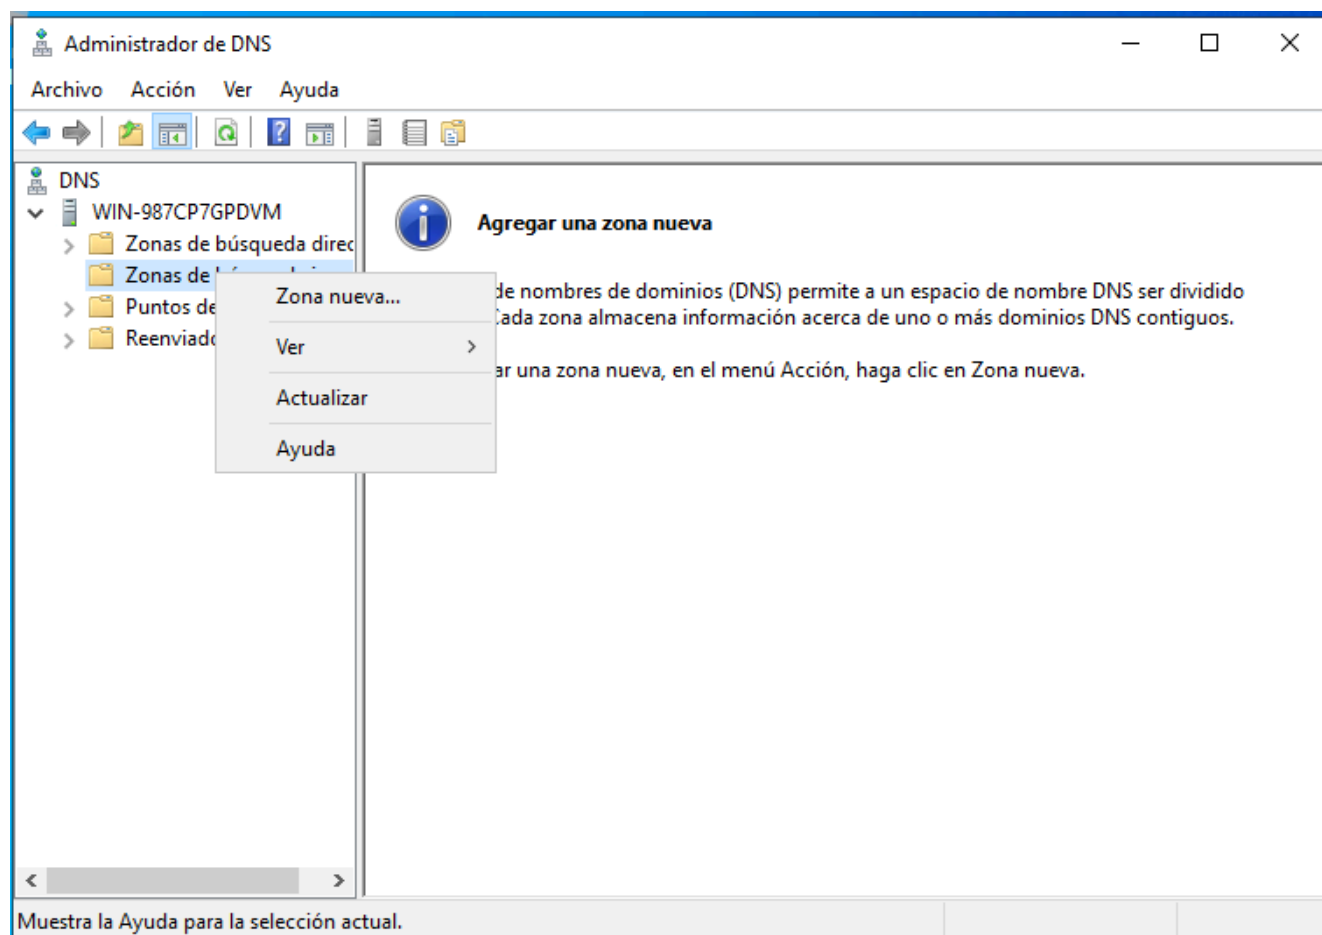 Administrador de DNS
Archivo Acción Ver Ayuda
DNS
WIN-987CP7GPDVM
Zonas de búsqueda direc
Zonas de
Puntos de
Reenviado
Zona nueva...
Ver
Actualizar
Ayuda
Agregar una zona nueva
de nombres de dominios (DNS) permite a un espacio de nombre DNS ser dividido
Cada zona almacena información acerca de uno o más dominios DNS contiguos.
ar una zona nueva, en el menú Acción, haga clic en Zona nueva.
Muestra la Ayuda para la selección actual.